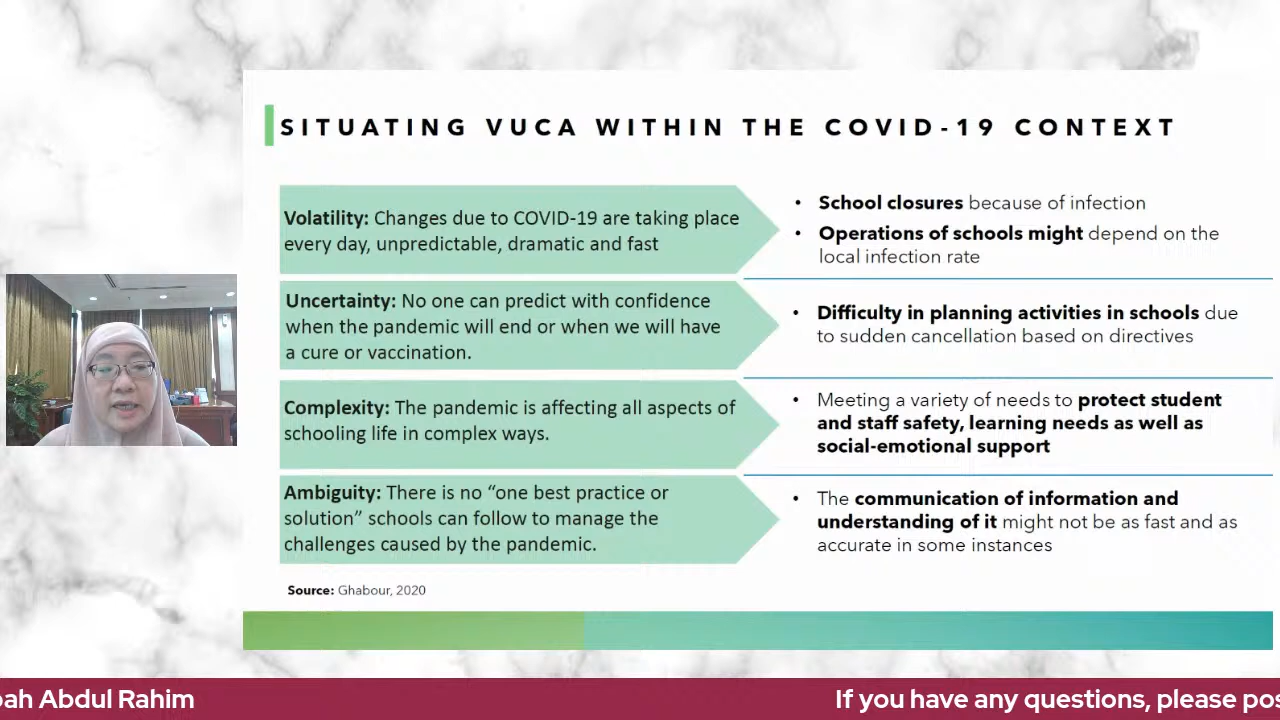 SITUATING VUCA WITHIN THE COVID-19 CONTEXT
Volatility: Changes due to COVID-19 are taking place
every day, unpredictable, dramatic and fast
• School closures because of infection
• Operations of schools might depend on the
local infection rate
Uncertainty: No one can predict with confidence
when the pandemic will end or when we will have
a cure or vaccination.
• Difficulty in planning activities in schools due
to sudden cancellation based on directives
Complexity: The pandemic is affecting all aspects of
schooling life in complex ways.
• Meeting a variety of needs to protect student
and staff safety, learning needs as well as
social-emotional support
Ambiguity: There is no “one best practice or
solution” schools can follow to manage the
challenges caused by the pandemic.
• The communication of information and
understanding of it might not be as fast and as
accurate in some instances
Source: Ghabour, 2020
Abdul Rahim
If you have any questions, please